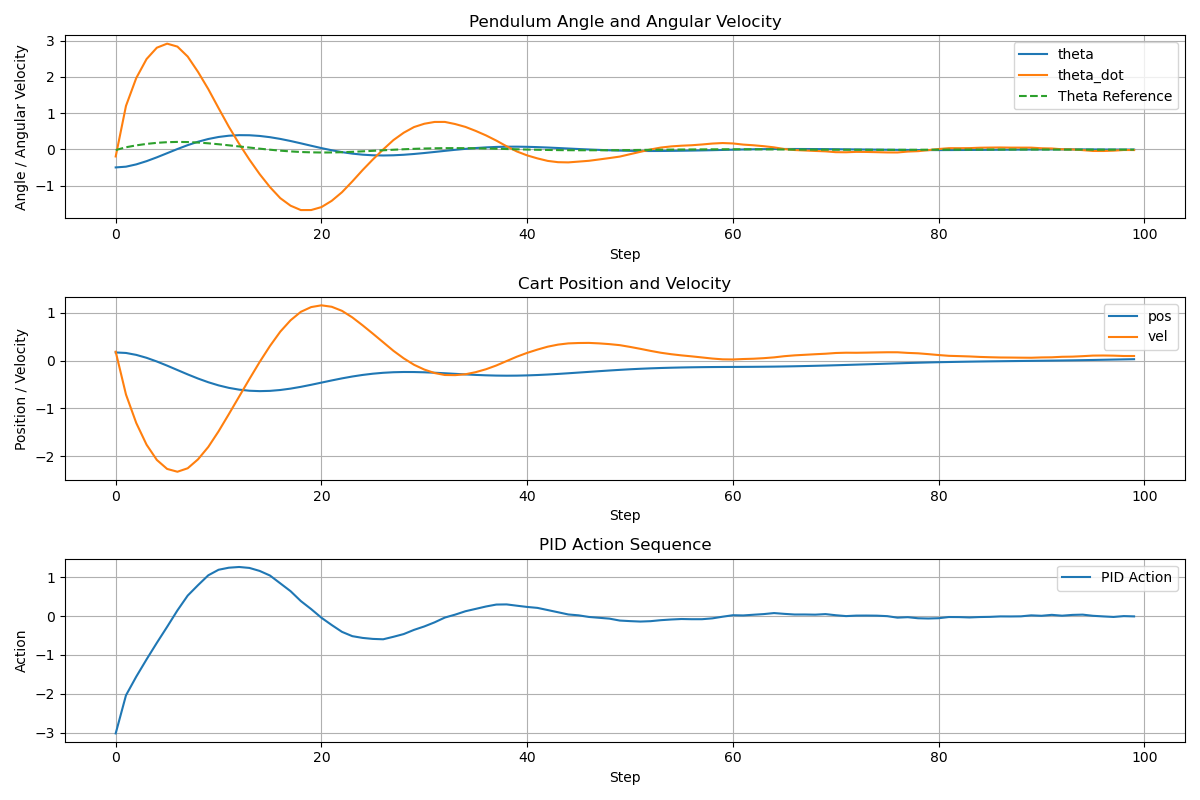 Pendulum Angle and Angular Velocity
Angle / Angular Velocity
3
2
1
0
−1
theta
theta_dot
Theta Reference
0
20
40
60
80
100
Step
Cart Position and Velocity
Position / Velocity
1
0
−1
−2
pos
vel
0
20
40
60
80
100
Step
PID Action Sequence
Action
1
0
−1
−2
−3
PID Action
0
20
40
60
80
100
Step